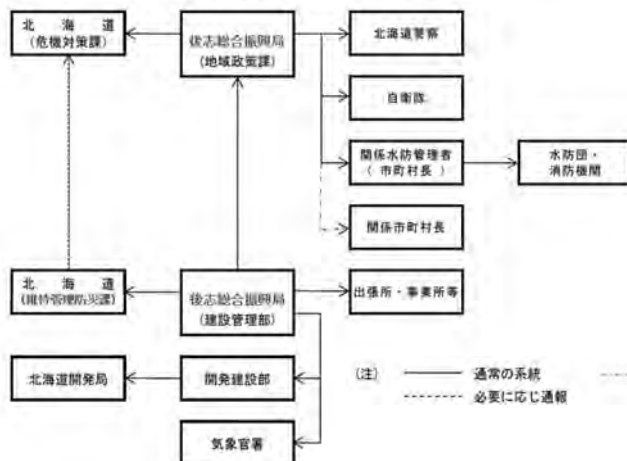 北海道
(危機対策課)
後志総合振興局
(地域政策課)
北海道警察
自衛隊
関係水防管理者
(市町村長)
水防団・
消防機関
関係市町村長
北海道
(維持管理防災課)
後志総合振興局
(建設管理部)
出張所・事業所等
北海道開発局
開発建設部
気象官署
(注)
通常の系統
必要に応じ通報